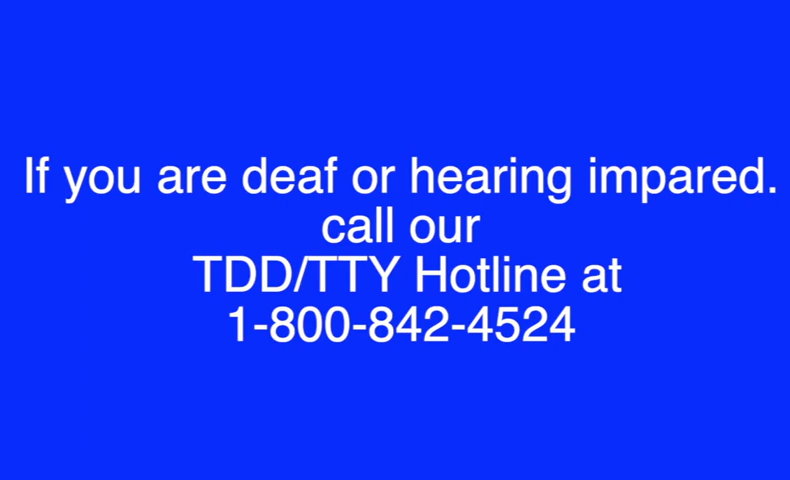 If you are deaf or hearing impared.
call our
TDD/TTY Hotline at
1-800-842-4524